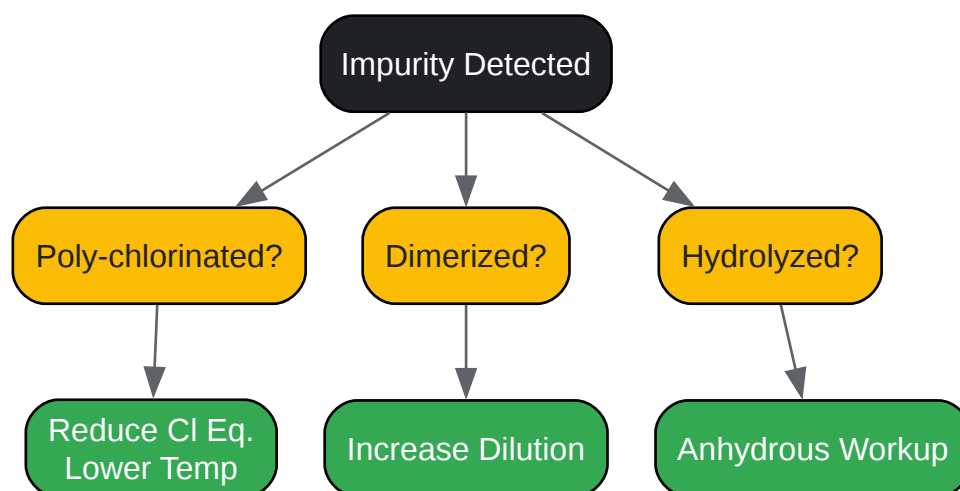 Impurity Detected
Poly-chlorinated?
Dimerized?
Hydrolyzed?
Reduce Cl Eq.
Lower Temp
Increase Dilution
Anhydrous Workup